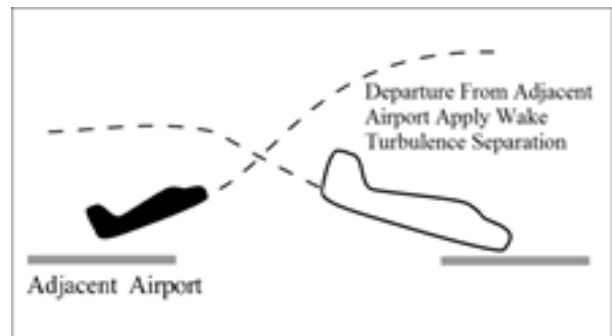 Departure From Adjacent
Airport Apply Wake
Turbulence Separation
Adjacent Airport